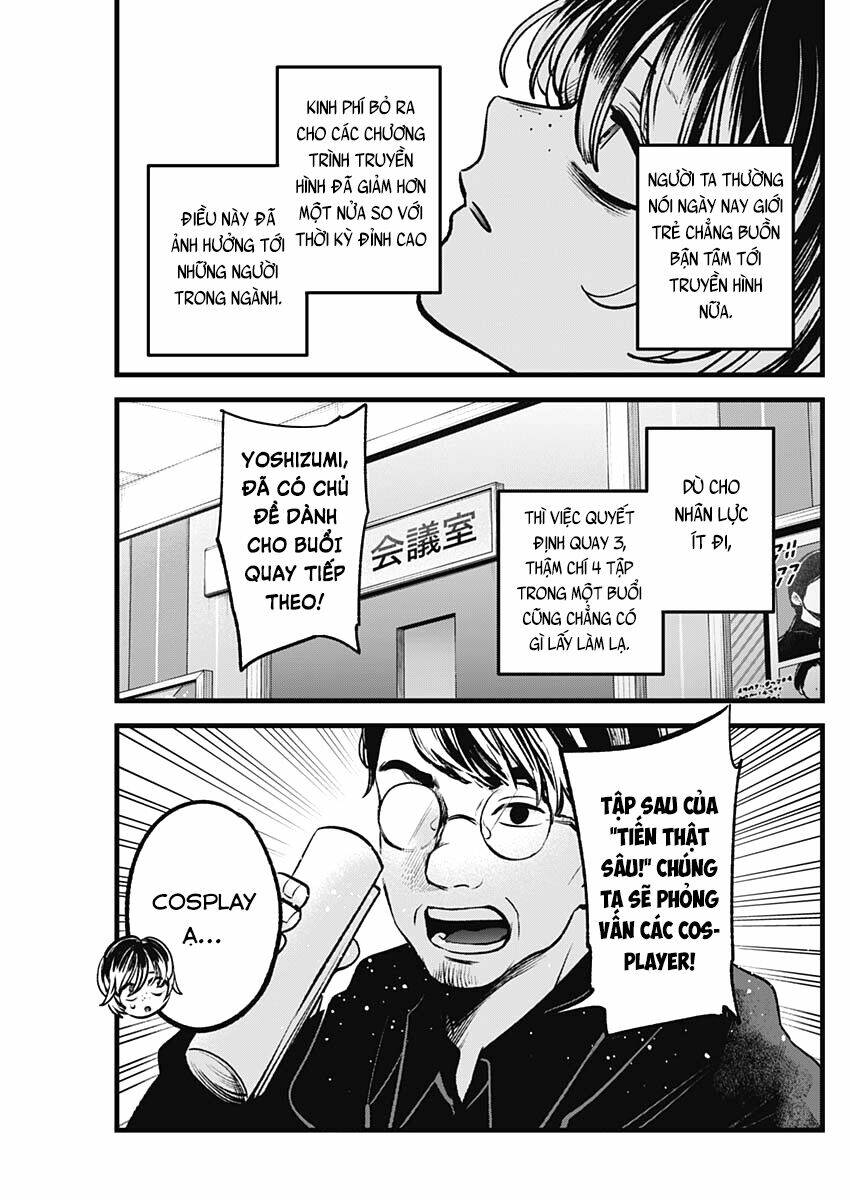 NGƯỜI TA THƯỜNG
NÓI NGÀY NAY GIỚI
TRẺ CHẲNG BUỒN
BẬN TÂM TỚI
TRUYỀN HÌNH
NỮA.
KINH PHÍ BỎ RA
CHO CÁC CHƯƠNG
TRÌNH TRUYỀN
HÌNH ĐÃ GIẢM HƠN
MỘT NỬA SO VỚI
THỜI KỲ ĐỈNH CAO
ĐIỀU NÀY ĐÃ
ẢNH HƯỞNG TỚI
NHỮNG NGƯỜI
TRONG NGÀNH.
DÙ CHO
NHÂN LỰC
ÍT ĐI,
THÌ VIỆC QUYẾT
ĐỊNH QUAY 3,
THẬM CHÍ 4 TẬP
TRONG MỘT BUỔI
CŨNG CHẲNG CÓ
GÌ LẤY LÀM LẠ.
会議室
YOSHIZUMI,
ĐÃ CÓ CHỦ
ĐỀ DÀNH
CHO BUỔI
QUAY TIẾP
THEO!
TẬP SAU CỦA
"TIẾN THẬT
SÂU!" CHÚNG
TA SẼ PHỎNG
VẤN CÁC COS-
PLAYER!
COSPLAY
Ạ...